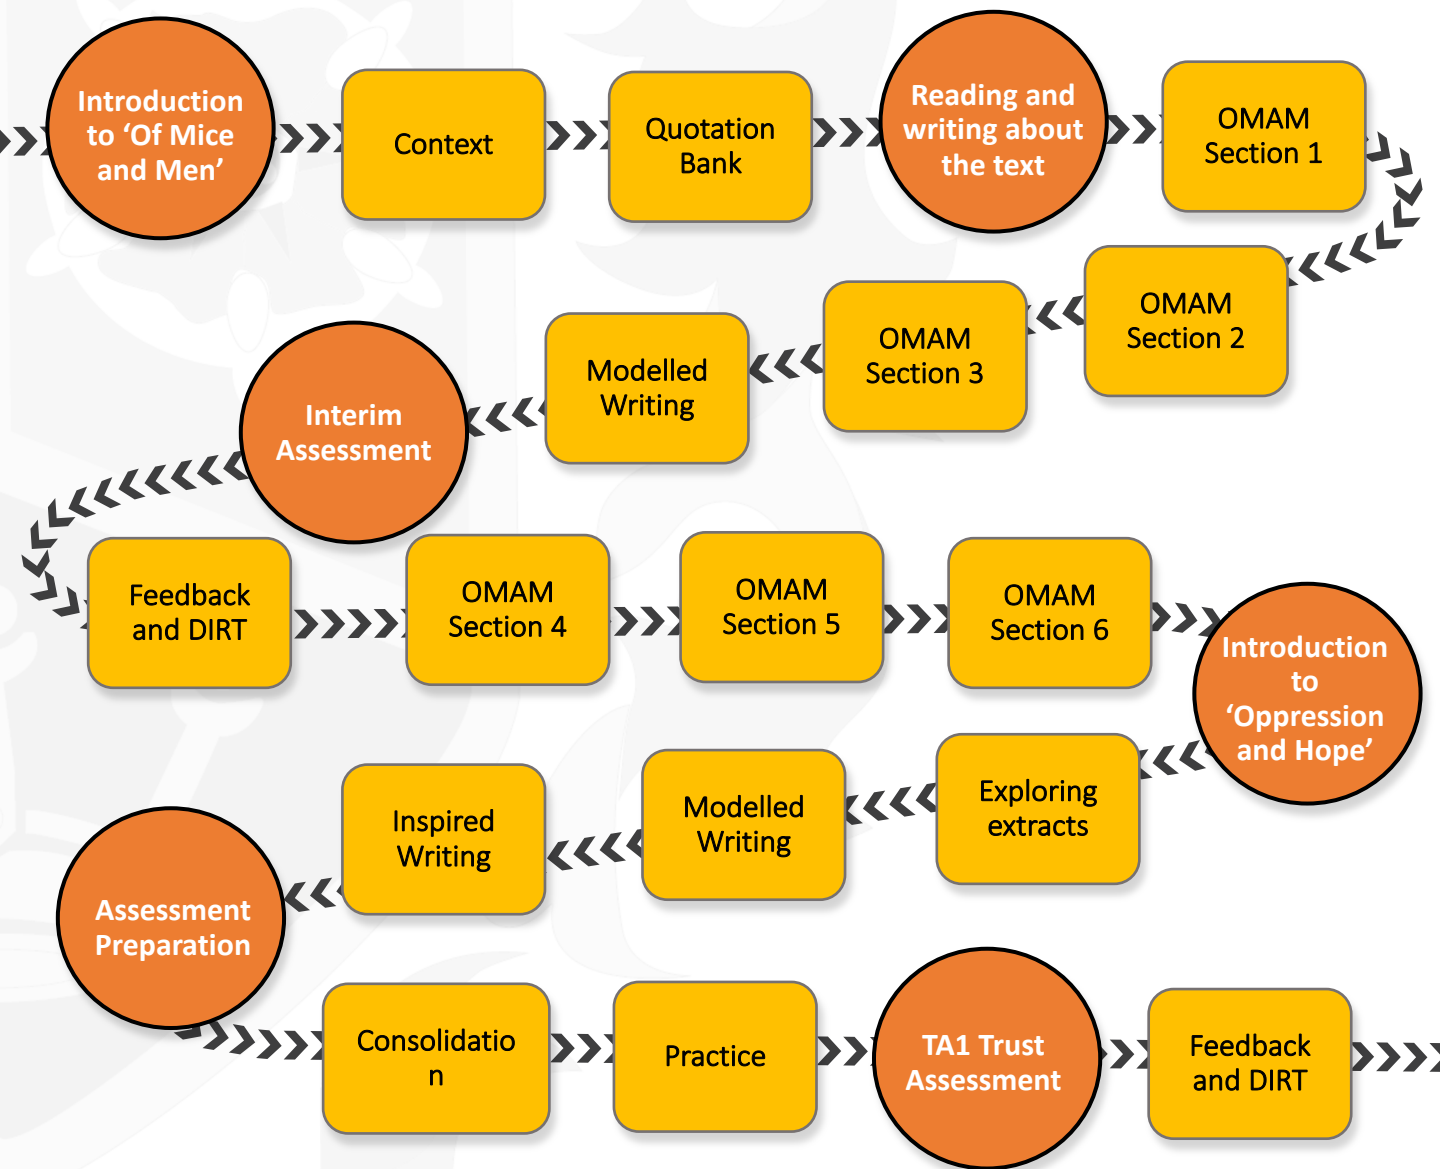 Introduction
to ‘Of Mice
and Men’
Context
Quotation
Bank
Reading and
writing about
the text
OMAM
Section 1
OMAM
Section 2
OMAM
Section 3
Modelled
Writing
Interim
Assessment
Feedback
and DIRT
OMAM
Section 4
OMAM
Section 5
OMAM
Section 6
Introduction
to
‘Oppression
and Hope’
Exploring
extracts
Modelled
Writing
Inspired
Writing
Assessment
Preparation
Consolidatio
n
Practice
TA1 Trust
Assessment
Feedback
and DIRT